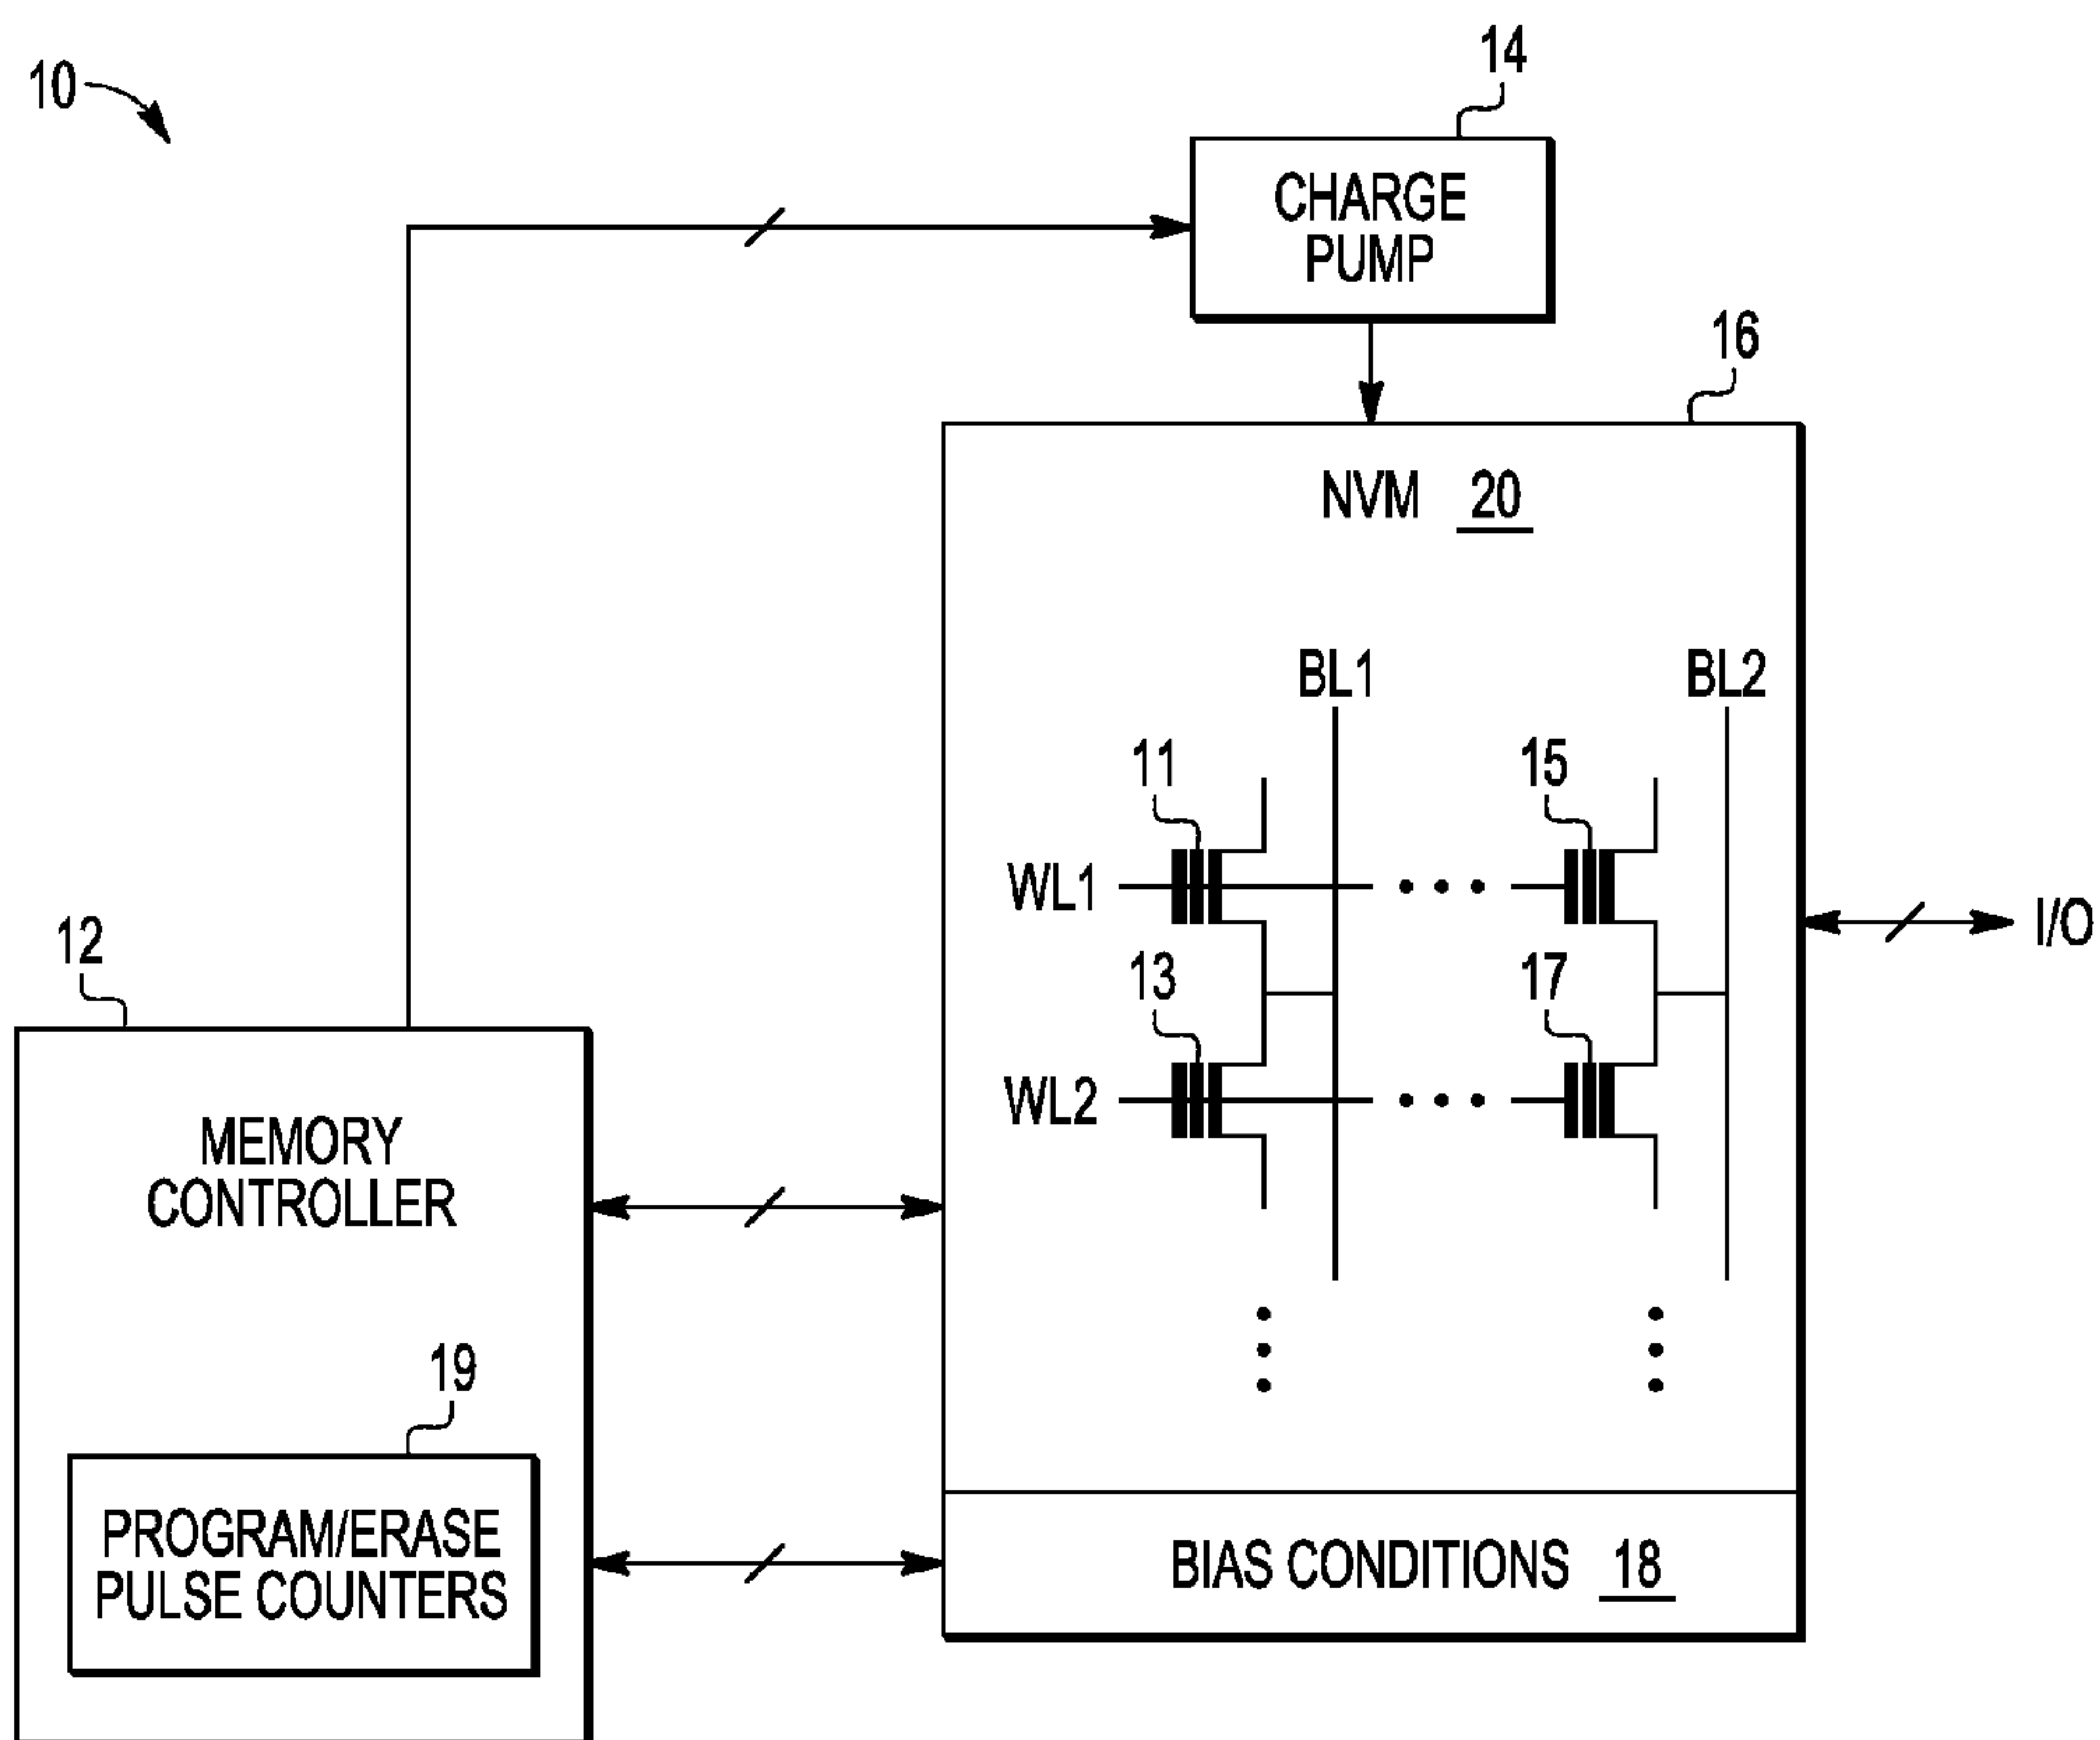 10
14
CHARGE
PUMP
16
NVM 20
BL1 BL2
11 15
WL1
12
I/O
13 17
WL2
MEMORY
CONTROLLER
19
PROGRAM/ERASE
PULSE COUNTERS
BIAS CONDITIONS 18